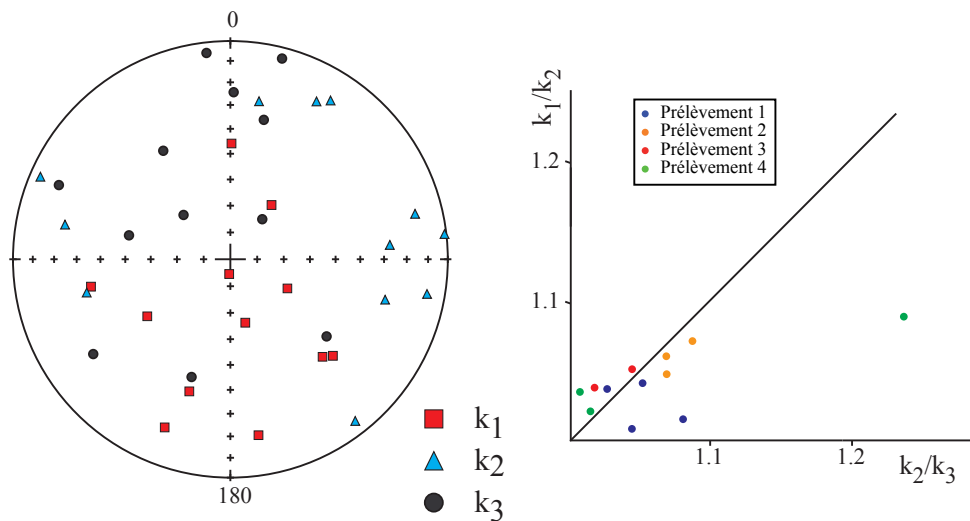 0
180
k1
k2
k3
k1/k2
1.2
1.1
Prélèvement 1
Prélèvement 2
Prélèvement 3
Prélèvement 4
1.1
1.2
k2/k3